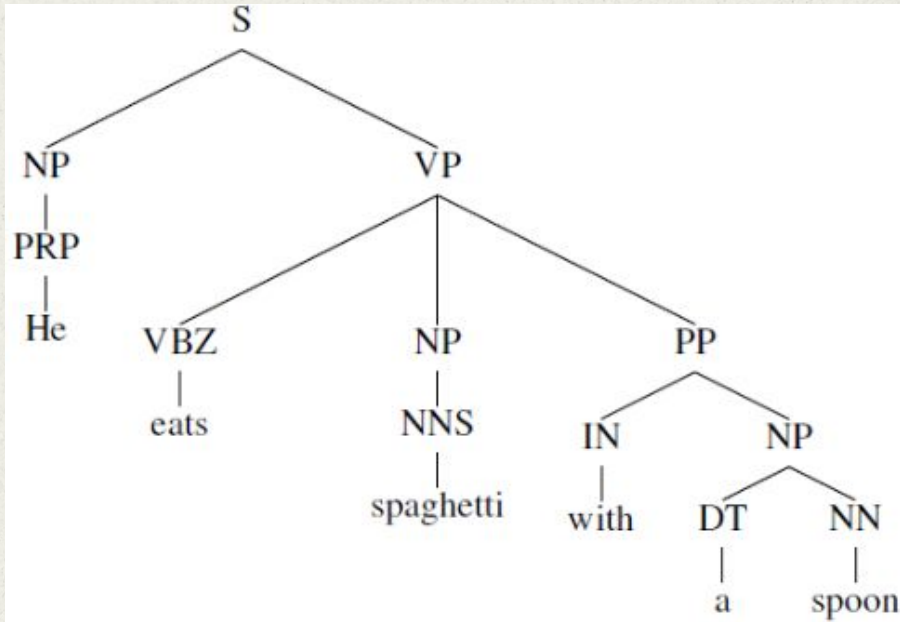 S
NP VP
PRP
He VBZ NP PP
eats NNS IN NP
spaghetti with DT NN
a spoon